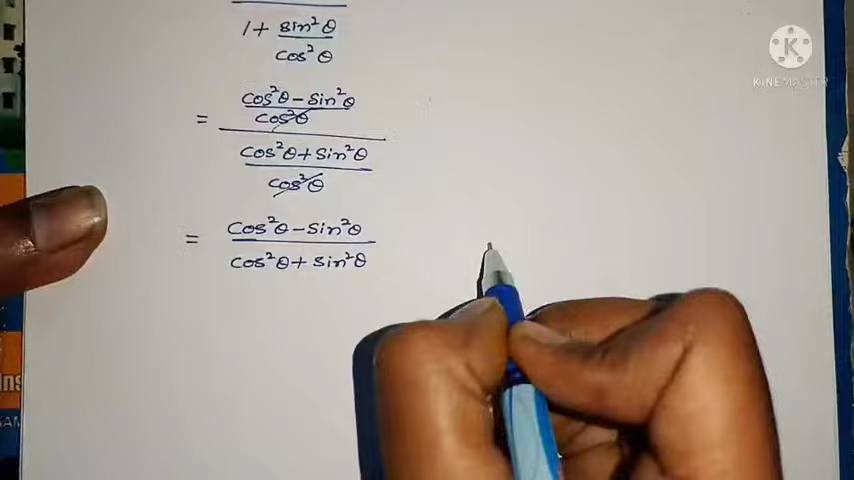 1 + sin²θ
cos²θ
= cos²θ - sin²θ
cos²θ
cos²θ + sin²θ
cos²θ
= cos²θ - sin²θ
cos²θ + sin²θ
K
KINEMASTER